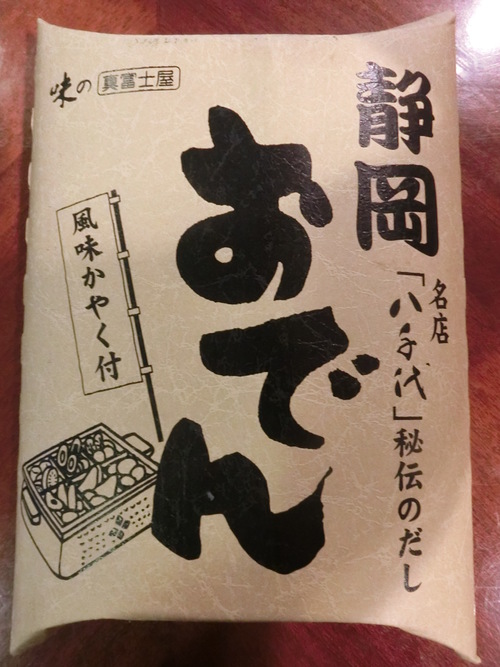 味の真富士屋
静岡
おでん
名店
「八千代」秘伝のだし
風味かやく付